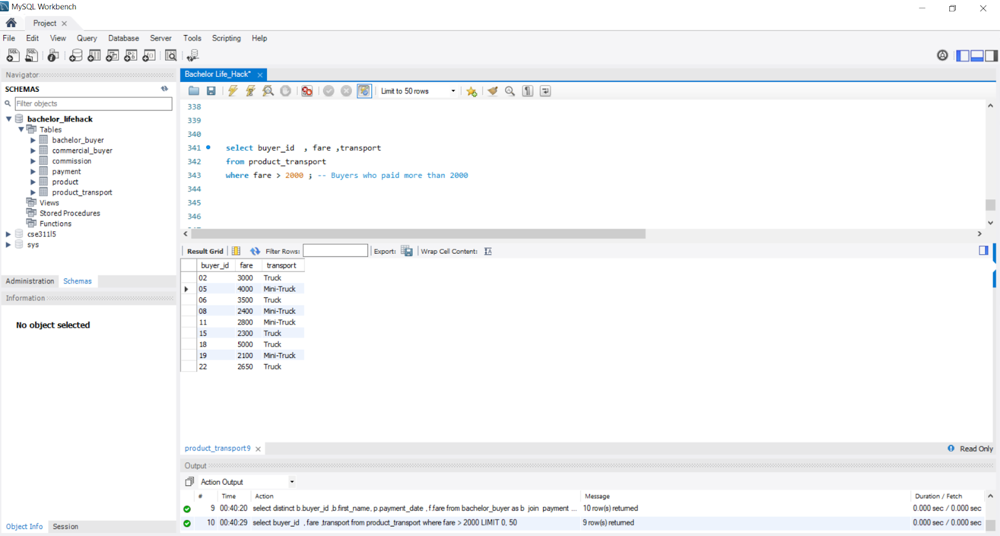 MySQL Workbench
Project
File Edit View Query Database Server Tools Scripting Help
Navigator
SCHEMAS
Filter objects
bachelor_lifehack
Tables
bachelor_buyer
commercial_buyer
commission
payment
product
product_transport
Views
Stored Procedures
Functions
cse311l5
sys
Administration Schemas
Information
No object selected
Object Info Session
Bachelor Life_Hack*
Limit to 50 rows
338
339
340
341 select buyer_id , fare ,transport
342 from product_transport
343 where fare > 2000 ; -- Buyers who paid more than 2000
344
345
346
Result Grid Filter Rows: Export: Wrap Cell Content:
buyer_id fare transport
02 3000 Truck
05 4000 Mini-Truck
06 3500 Truck
08 2400 Mini-Truck
11 2800 Mini-Truck
15 2300 Truck
18 5000 Truck
19 2100 Mini-Truck
22 2650 Truck
product_transport9
Read Only
Output
Action Output
# Time Action Message Duration / Fetch
9 00:40:20 select distinct b.buyer_id ,b.first_name, p.payment_date , f.fare from bachelor_buyer as b join payment ... 10 row(s) returned 0.000 sec / 0.000 sec
10 00:40:29 select buyer_id , fare ,transport from product_transport where fare > 2000 LIMIT 0, 50 9 row(s) returned 0.000 sec / 0.000 sec